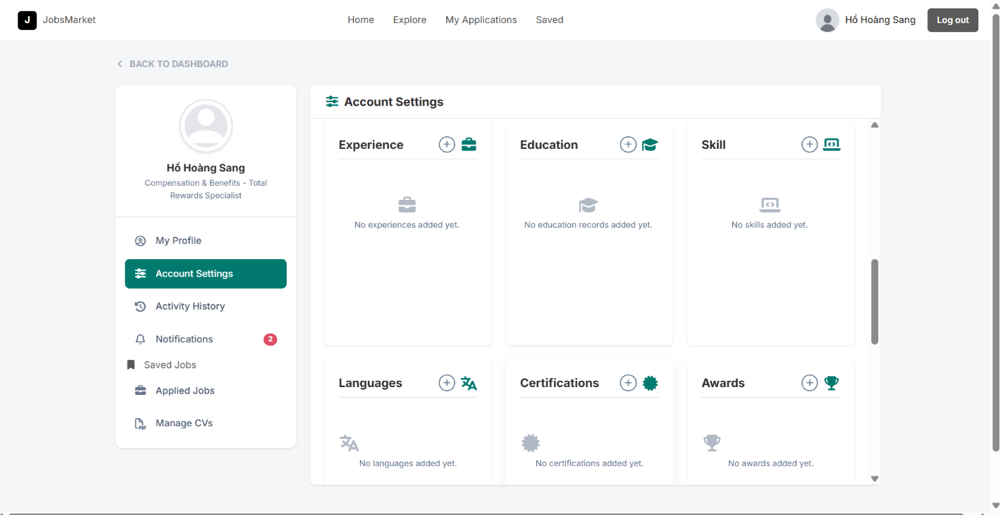 J JobsMarket Home Explore My Applications Saved Hồ Hoàng Sang Log out
BACK TO DASHBOARD
Hồ Hoàng Sang
Compensation & Benefits - Total
Rewards Specialist
My Profile
Account Settings
Activity History
Notifications 2
Saved Jobs
Applied Jobs
Manage CVs
Account Settings
Experience Education Skill
No experiences added yet. No education records added yet. No skills added yet.
Languages Certifications Awards
No languages added yet. No certifications added yet. No awards added yet.